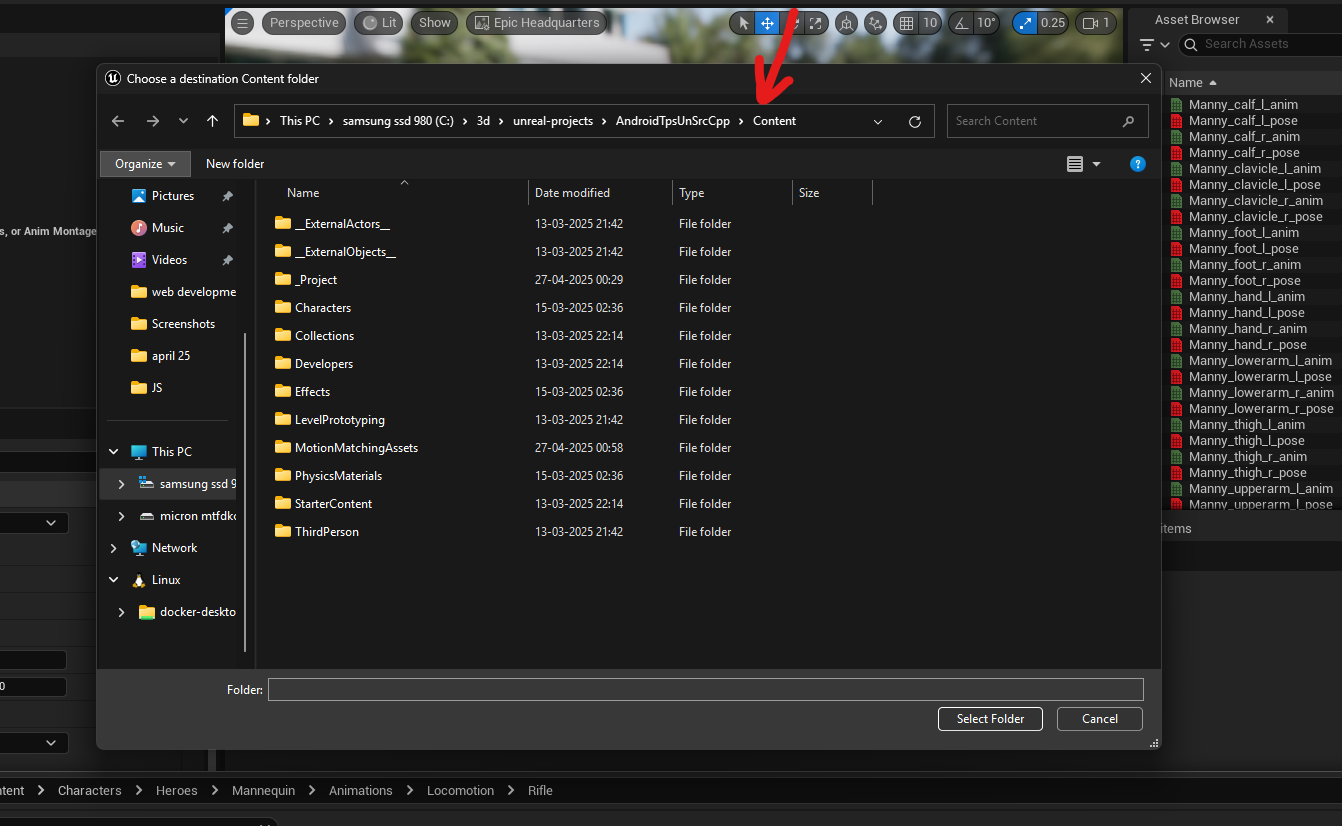 Perspective
Lit
Show
Epic Headquarters
10
10°
0.25
1
Asset Browser
Search Assets
Choose a destination Content folder
This PC > samsung ssd 980 (C:) > 3d > unreal-projects > AndroidTpsUnSrcCpp > Content
Search Content
Organize
New folder
Name
Date modified
Type
Size
Pictures
Music
Videos
web developme
Screenshots
april 25
JS
This PC
samsung ssd 9
micron mtfdkc
Network
Linux
docker-deskto
__ExternalActors__ 13-03-2025 21:42 File folder
__ExternalObjects__ 13-03-2025 21:42 File folder
_Project 27-04-2025 00:29 File folder
Characters 15-03-2025 02:36 File folder
Collections 13-03-2025 22:14 File folder
Developers 13-03-2025 22:14 File folder
Effects 15-03-2025 02:36 File folder
LevelPrototyping 13-03-2025 21:42 File folder
MotionMatchingAssets 27-04-2025 00:58 File folder
PhysicsMaterials 15-03-2025 02:36 File folder
StarterContent 13-03-2025 22:14 File folder
ThirdPerson 13-03-2025 21:42 File folder
Folder:
Select Folder
Cancel
s, or Anim Montage
0
Name
Manny_calf_l_anim
Manny_calf_l_pose
Manny_calf_r_anim
Manny_calf_r_pose
Manny_clavicle_l_anim
Manny_clavicle_l_pose
Manny_clavicle_r_anim
Manny_clavicle_r_pose
Manny_foot_l_anim
Manny_foot_l_pose
Manny_foot_r_anim
Manny_foot_r_pose
Manny_hand_l_anim
Manny_hand_l_pose
Manny_hand_r_anim
Manny_hand_r_pose
Manny_lowerarm_l_anim
Manny_lowerarm_l_pose
Manny_lowerarm_r_anim
Manny_lowerarm_r_pose
Manny_thigh_l_anim
Manny_thigh_l_pose
Manny_thigh_r_anim
Manny_thigh_r_pose
Manny_upperarm_l_anim
Manny_upperarm_l_pose
items
ntent > Characters > Heroes > Mannequin > Animations > Locomotion > Rifle